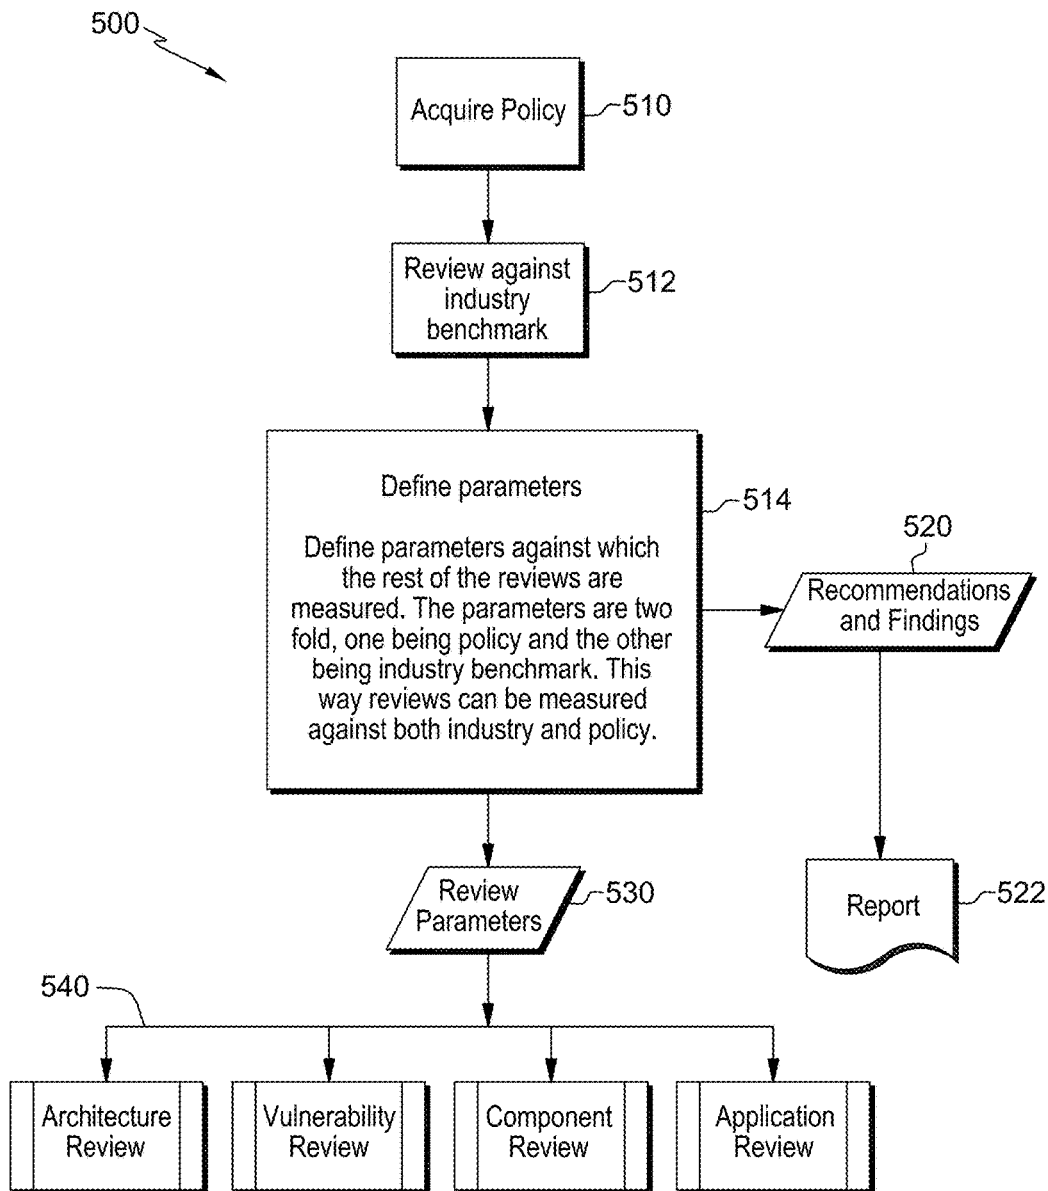 500
Acquire Policy
510
Review against
industry
benchmark
512
Define parameters
Define parameters against which
the rest of the reviews are
measured. The parameters are two
fold, one being policy and the other
being industry benchmark. This
way reviews can be measured
against both industry and policy.
514
520
Recommendations
and Findings
Review
Parameters
530
Report
522
540
Architecture
Review
Vulnerability
Review
Component
Review
Application
Review